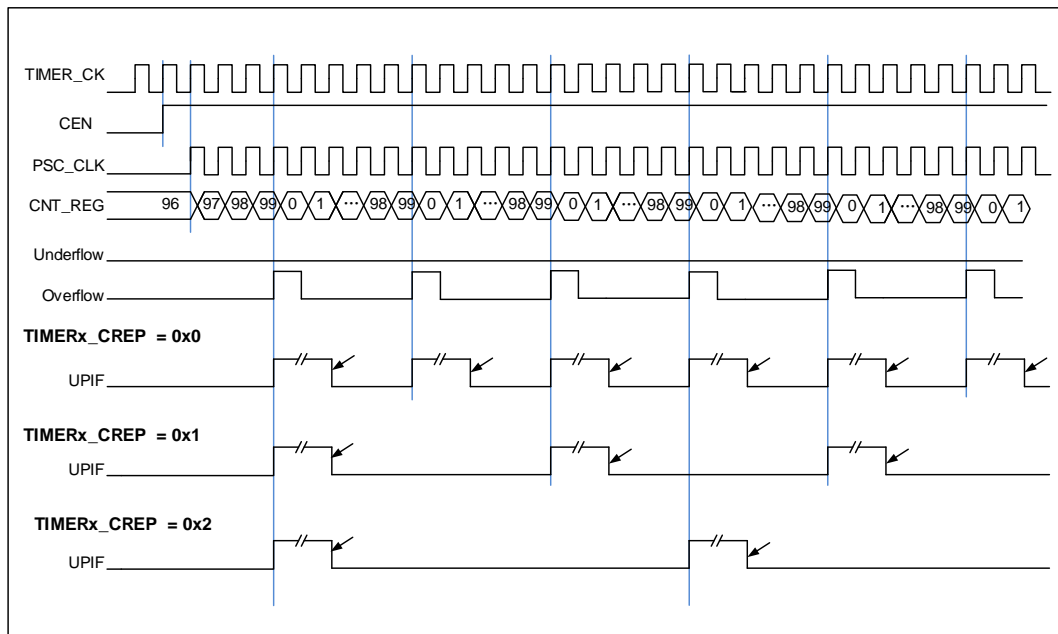 TIMER_CK
CEN
PSC_CLK
CNT_REG 96 97 98 99 0 1 ... 98 99 0 1 ... 98 99 0 1 ... 98 99 0 1 ... 98 99 0 1 ... 98 99 0 1
Underflow
Overflow
TIMERx_CREP = 0x0
UPIF
TIMERx_CREP = 0x1
UPIF
TIMERx_CREP = 0x2
UPIF